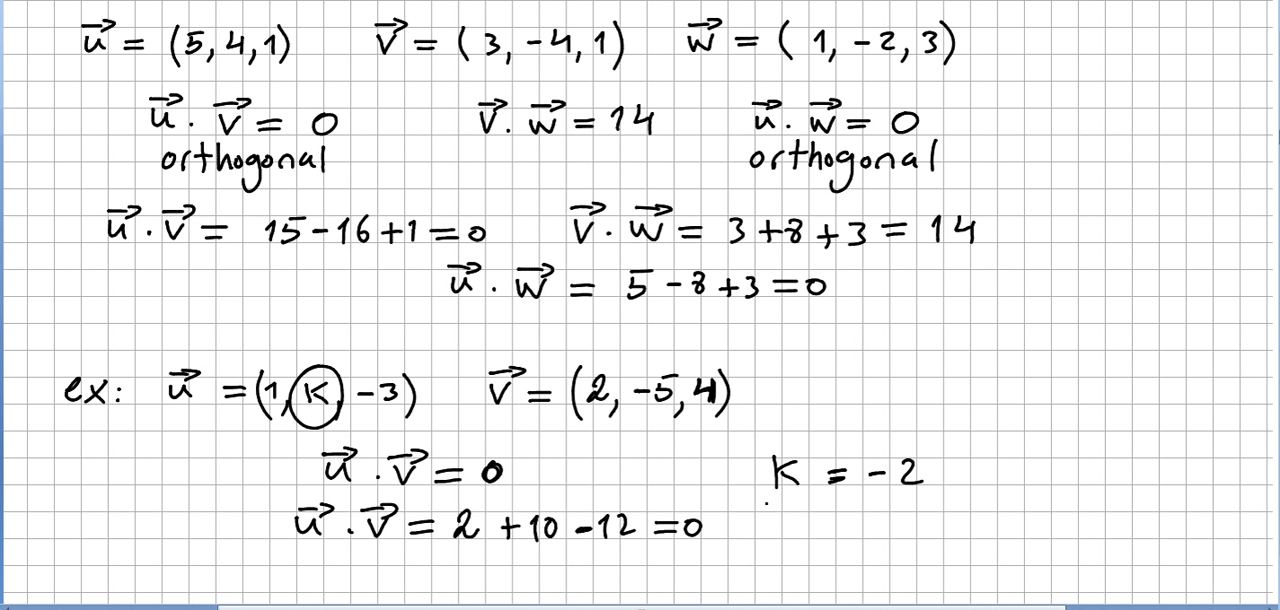 u⃗ = (5, 4, 1) v⃗ = (3, -4, 1) w⃗ = (1, -2, 3)
u⃗ . v⃗ = 0 v⃗ . w⃗ = 14 u⃗ . w⃗ = 0
orthogonal orthogonal
u⃗ . v⃗ = 15 - 16 + 1 = 0 v⃗ . w⃗ = 3 + 8 + 3 = 14
u⃗ . w⃗ = 5 - 8 + 3 = 0
ex: u⃗ = (1, K, -3) v⃗ = (2, -5, 4)
u⃗ . v⃗ = 0 K = -2
u⃗ . v⃗ = 2 + 10 - 12 = 0